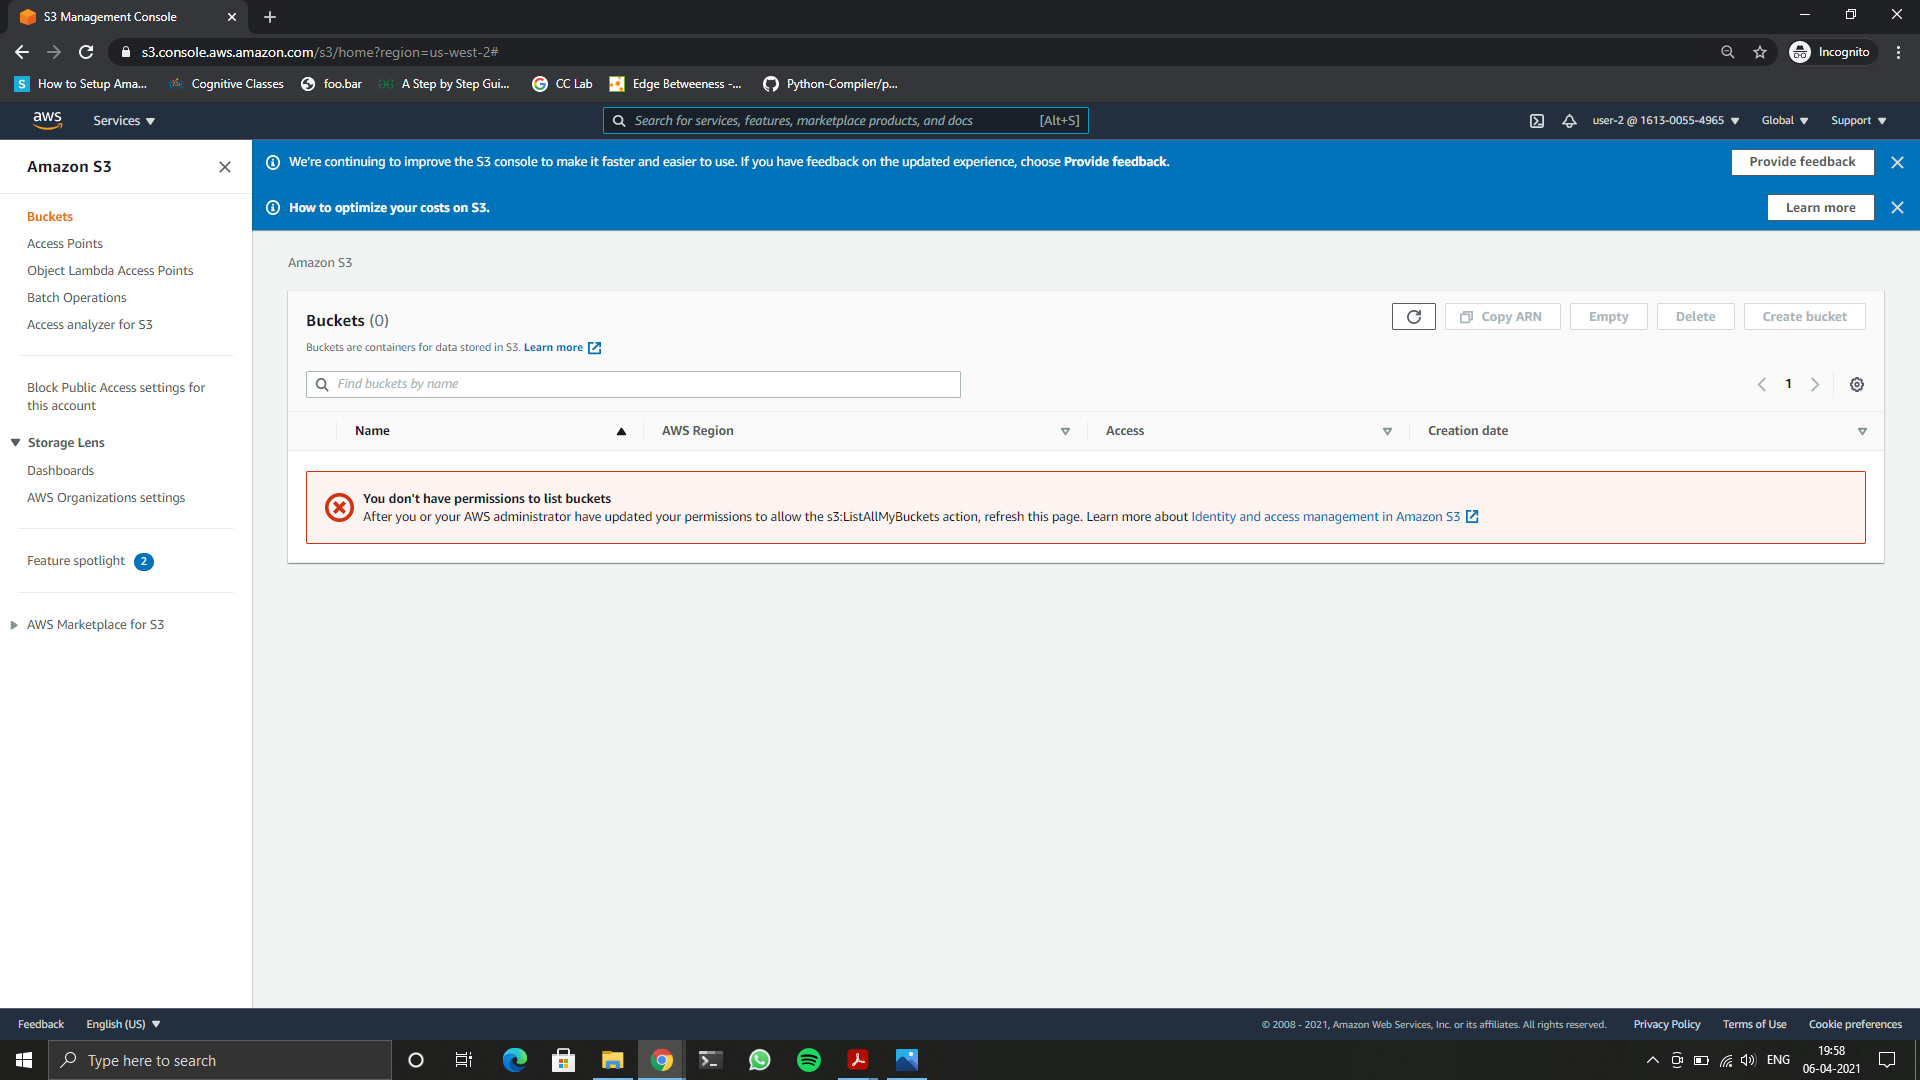 S3 Management Console
s3.console.aws.amazon.com/s3/home?region=us-west-2#
Incognito
How to Setup Ama...
Cognitive Classes
foo.bar
A Step by Step Gui...
CC Lab
Edge Betweeness -...
Python-Compiler/p...
aws
Services
Search for services, features, marketplace products, and docs
[Alt+S]
user-2 @ 1613-0055-4965
Global
Support
Amazon S3
Buckets
Access Points
Object Lambda Access Points
Batch Operations
Access analyzer for S3
Block Public Access settings for
this account
Storage Lens
Dashboards
AWS Organizations settings
Feature spotlight 2
AWS Marketplace for S3
We're continuing to improve the S3 console to make it faster and easier to use. If you have feedback on the updated experience, choose Provide feedback.
Provide feedback
How to optimize your costs on S3.
Learn more
Amazon S3
Buckets (0)
Copy ARN
Empty
Delete
Create bucket
Buckets are containers for data stored in S3. Learn more
Find buckets by name
1
Name
AWS Region
Access
Creation date
You don't have permissions to list buckets
After you or your AWS administrator have updated your permissions to allow the s3:ListAllMyBuckets action, refresh this page. Learn more about Identity and access management in Amazon S3
Feedback
English (US)
© 2008 - 2021, Amazon Web Services, Inc. or its affiliates. All rights reserved.
Privacy Policy
Terms of Use
Cookie preferences
Type here to search
ENG
19:58
06-04-2021